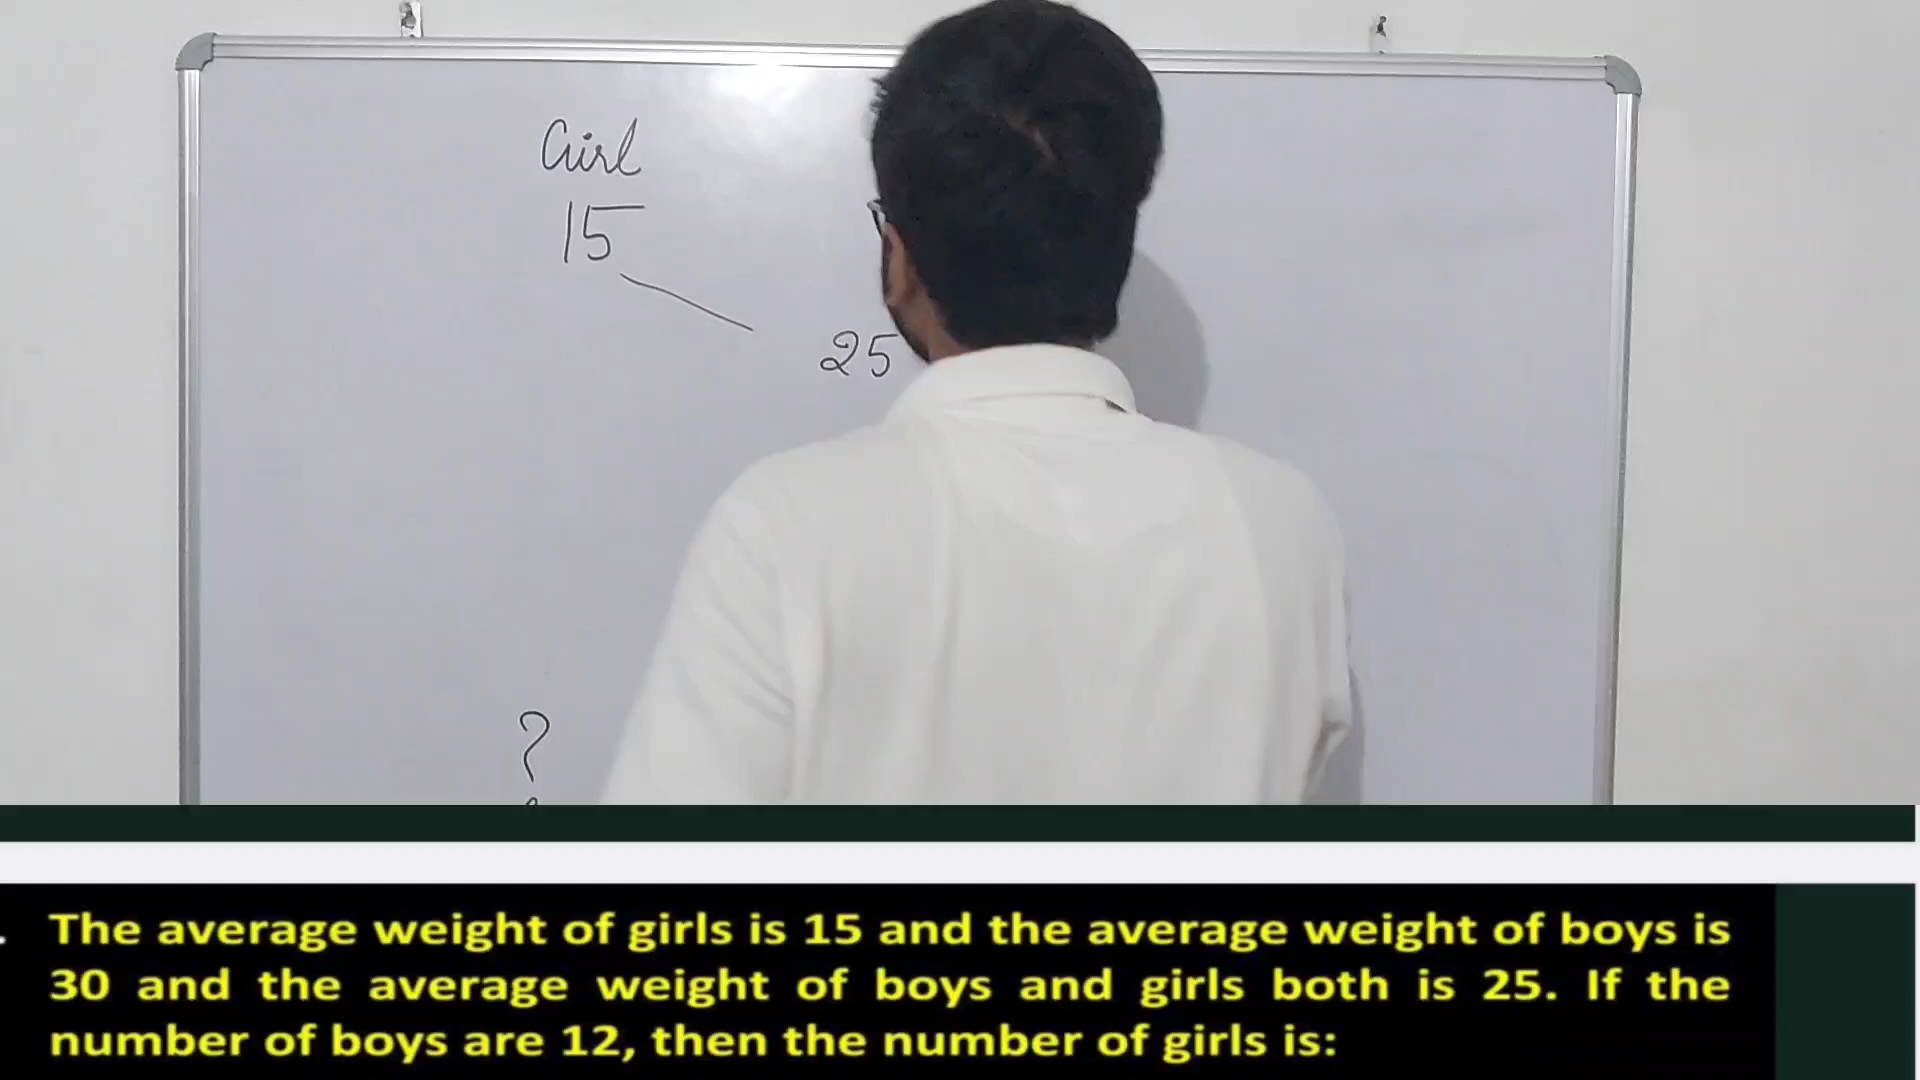 Girl
15
25
?
The average weight of girls is 15 and the average weight of boys is
30 and the average weight of boys and girls both is 25. If the
number of boys are 12, then the number of girls is: